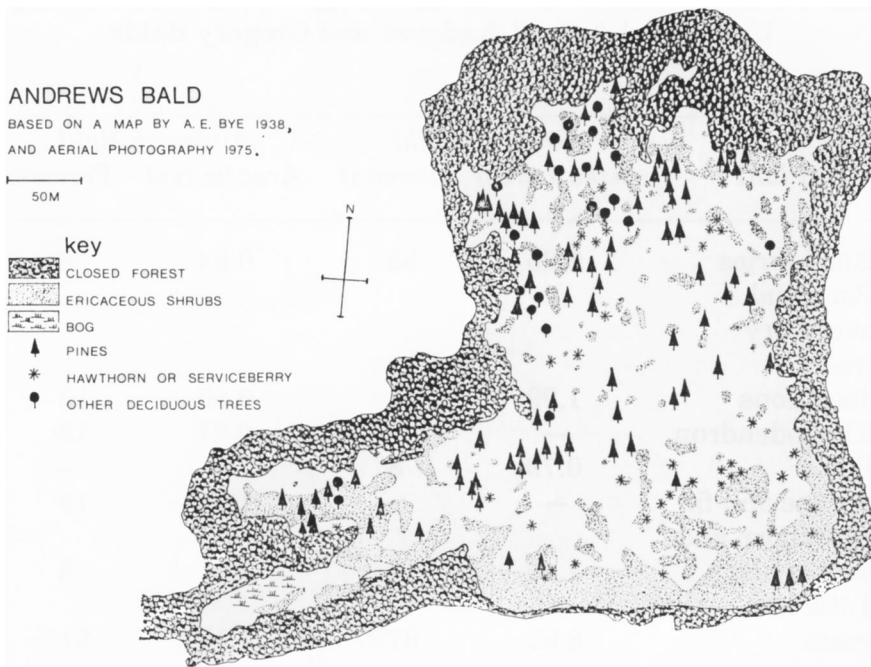 ANDREWS BALD
BASED ON A MAP BY A.E. BYE 1938,
AND AERIAL PHOTOGRAPHY 1975.
50M
N
key
CLOSED FOREST
ERICACEOUS SHRUBS
BOG
PINES
HAWTHORN OR SERVICEBERRY
OTHER DECIDUOUS TREES